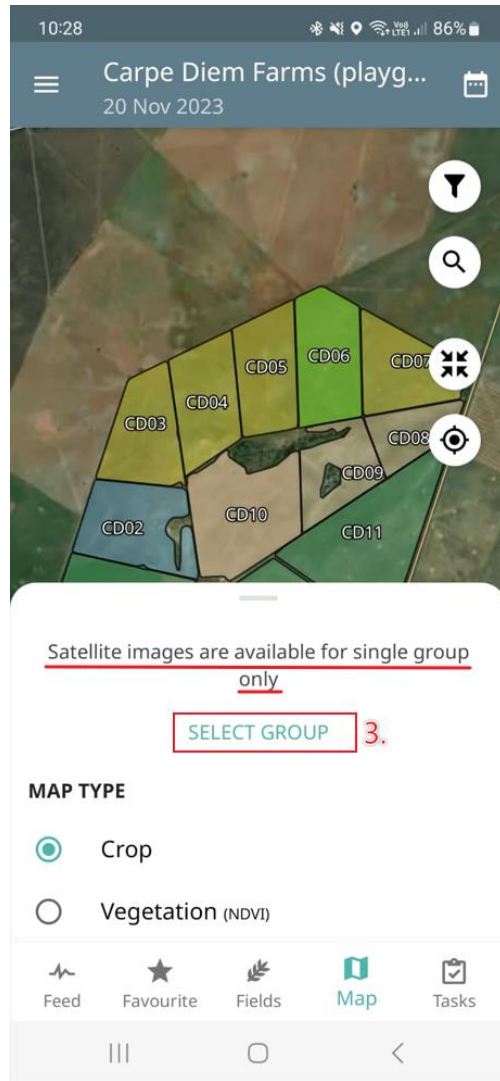 10:28 Vo)) LTE1 86%
Carpe Diem Farms (playg...
20 Nov 2023
CD06
CD05
CD07
CD04
CD03
CD08
CD09
CD02
CD10
CD11
Satellite images are available for single group
only
SELECT GROUP 3.
MAP TYPE
Crop
Vegetation (NDVI)
Feed Favourite Fields Map Tasks